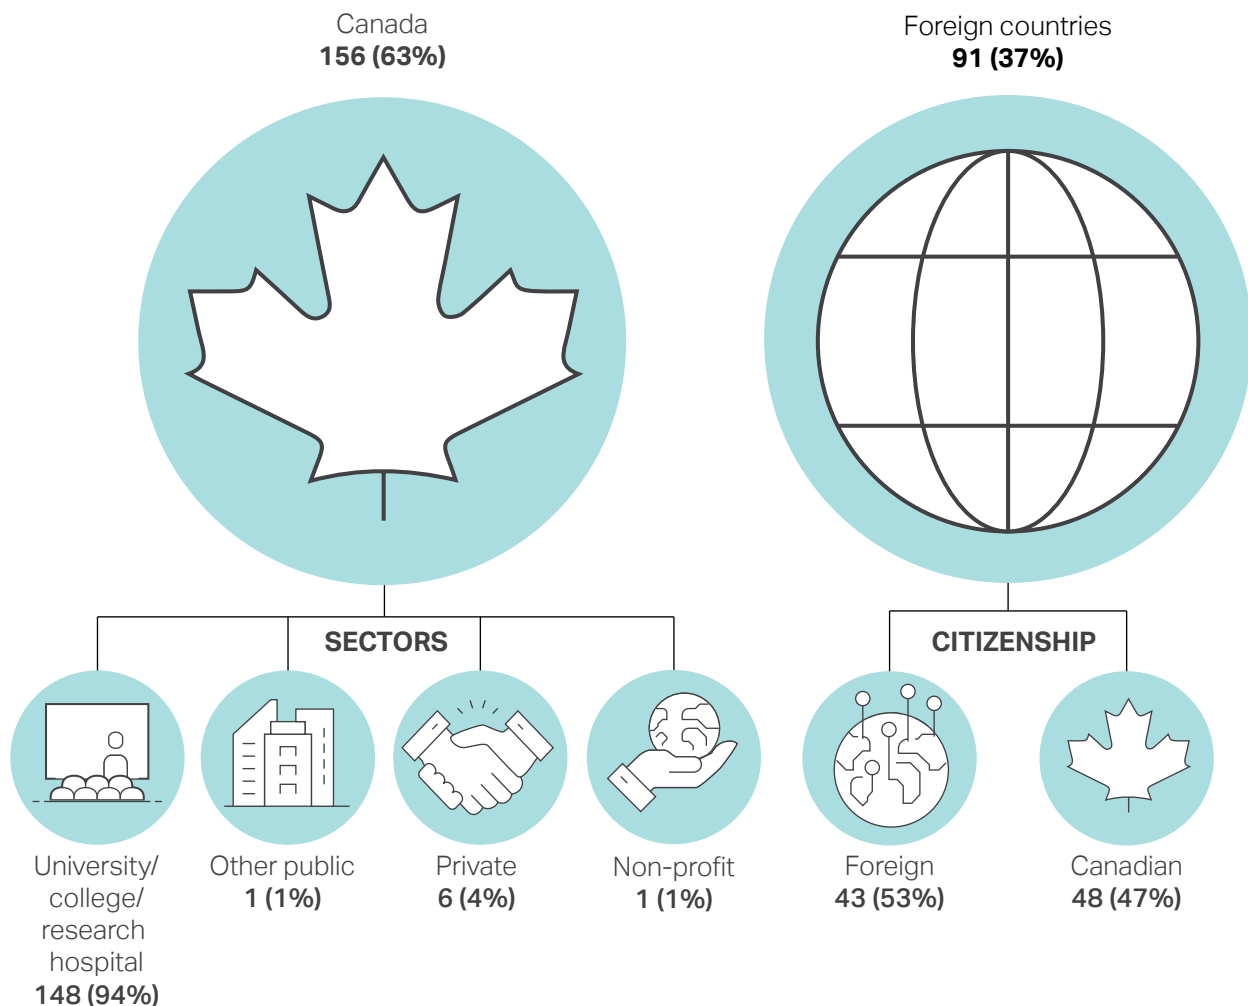 Canada
156 (63%)
Foreign countries
91 (37%)
SECTORS
CITIZENSHIP
University/
college/
research
hospital
148 (94%)
Other public
1 (1%)
Private
6 (4%)
Non-profit
1 (1%)
Foreign
43 (53%)
Canadian
48 (47%)